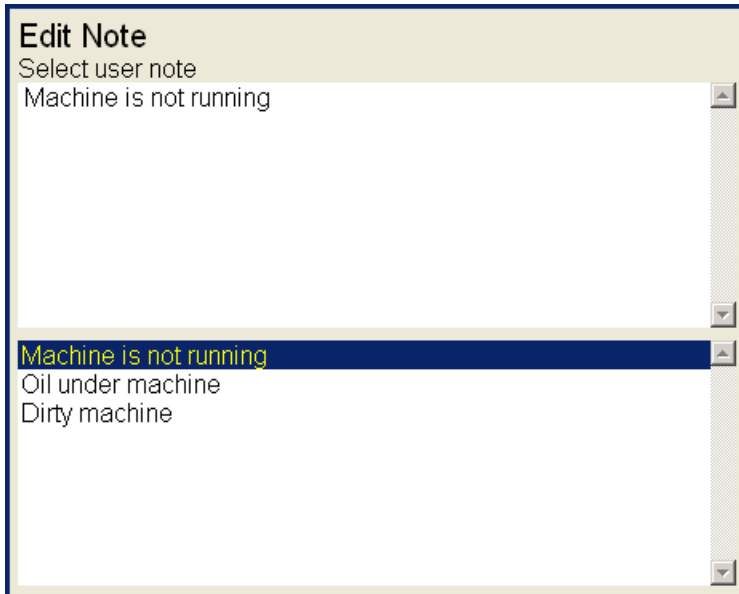 Edit Note
Select user note
Machine is not running
Machine is not running
Oil under machine
Dirty machine